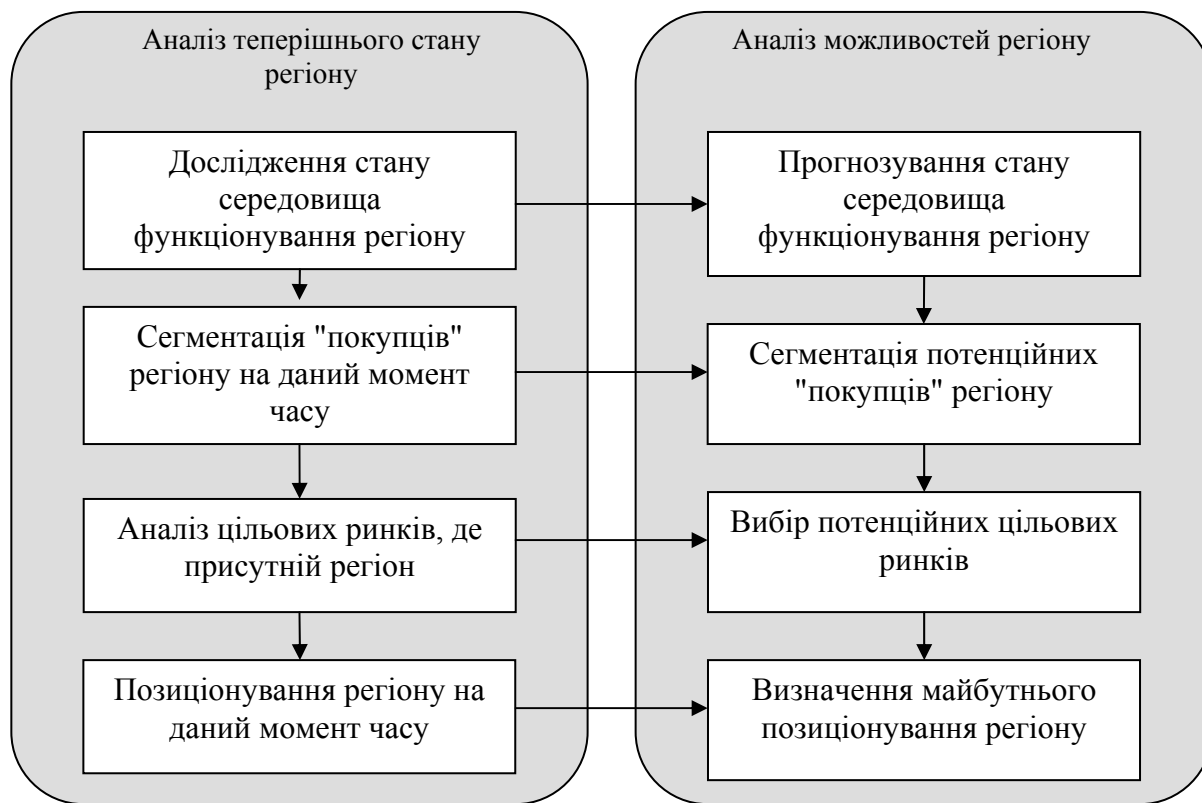 Аналіз теперішнього стану
регіону
Дослідження стану
середовища
функціонування регіону
Сегментація "покупців"
регіону на даний момент
часу
Аналіз цільових ринків, де
присутній регіон
Позиціонування регіону на
даний момент часу
Аналіз можливостей регіону
Прогнозування стану
середовища
функціонування регіону
Сегментація потенційних
"покупців" регіону
Вибір потенційних цільових
ринків
Визначення майбутнього
позиціонування регіону